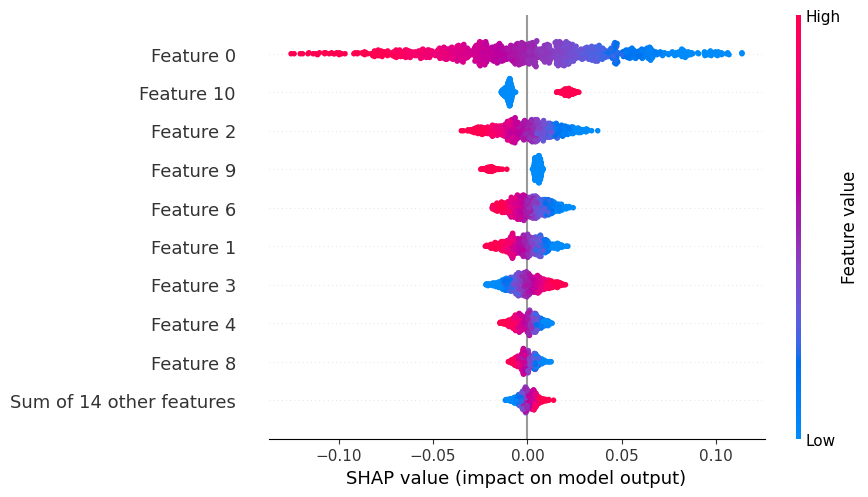 High
Feature 0
Feature 10
Feature 2
Feature 9
Feature 6
Feature 1
Feature 3
Feature 4
Feature 8
Sum of 14 other features
Feature value
Low
−0.10 −0.05 0.00 0.05 0.10
SHAP value (impact on model output)